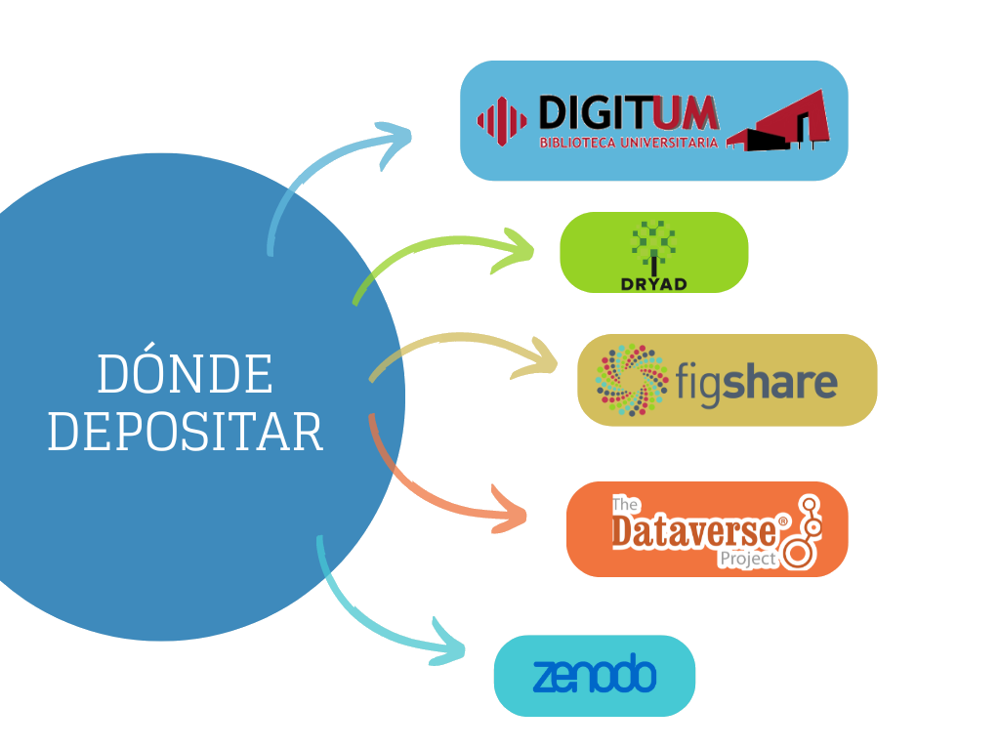 DÓNDE
DEPOSITAR
DIGITUM
BIBLIOTECA UNIVERSITARIA
DRYAD
figshare
The
Dataverse®
Project
zenodo